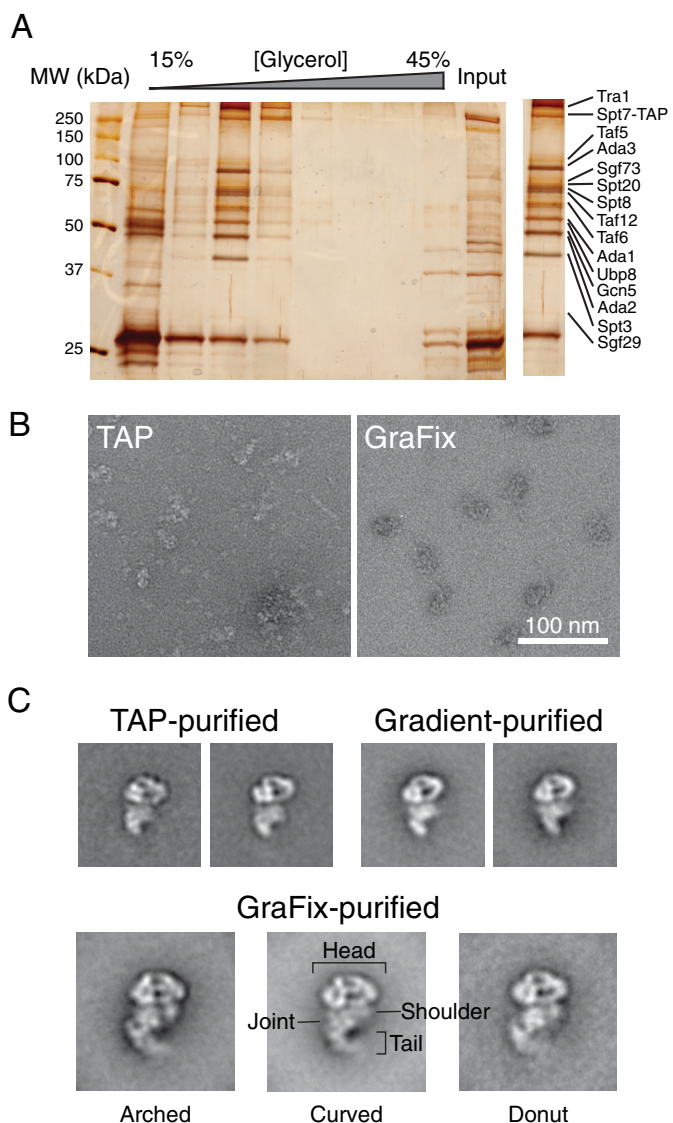 A
15% [Glycerol] 45%
MW (kDa) Input
250
150
100
75
50
37
25
Tra1
Spt7-TAP
Taf5
Ada3
Sgf73
Spt20
Spt8
Taf12
Taf6
Ada1
Ubp8
Gcn5
Ada2
Spt3
Sgf29
B
TAP
GraFix
100 nm
C
TAP-purified Gradient-purified
GraFix-purified
Head
Joint Shoulder
Tail
Arched Curved Donut